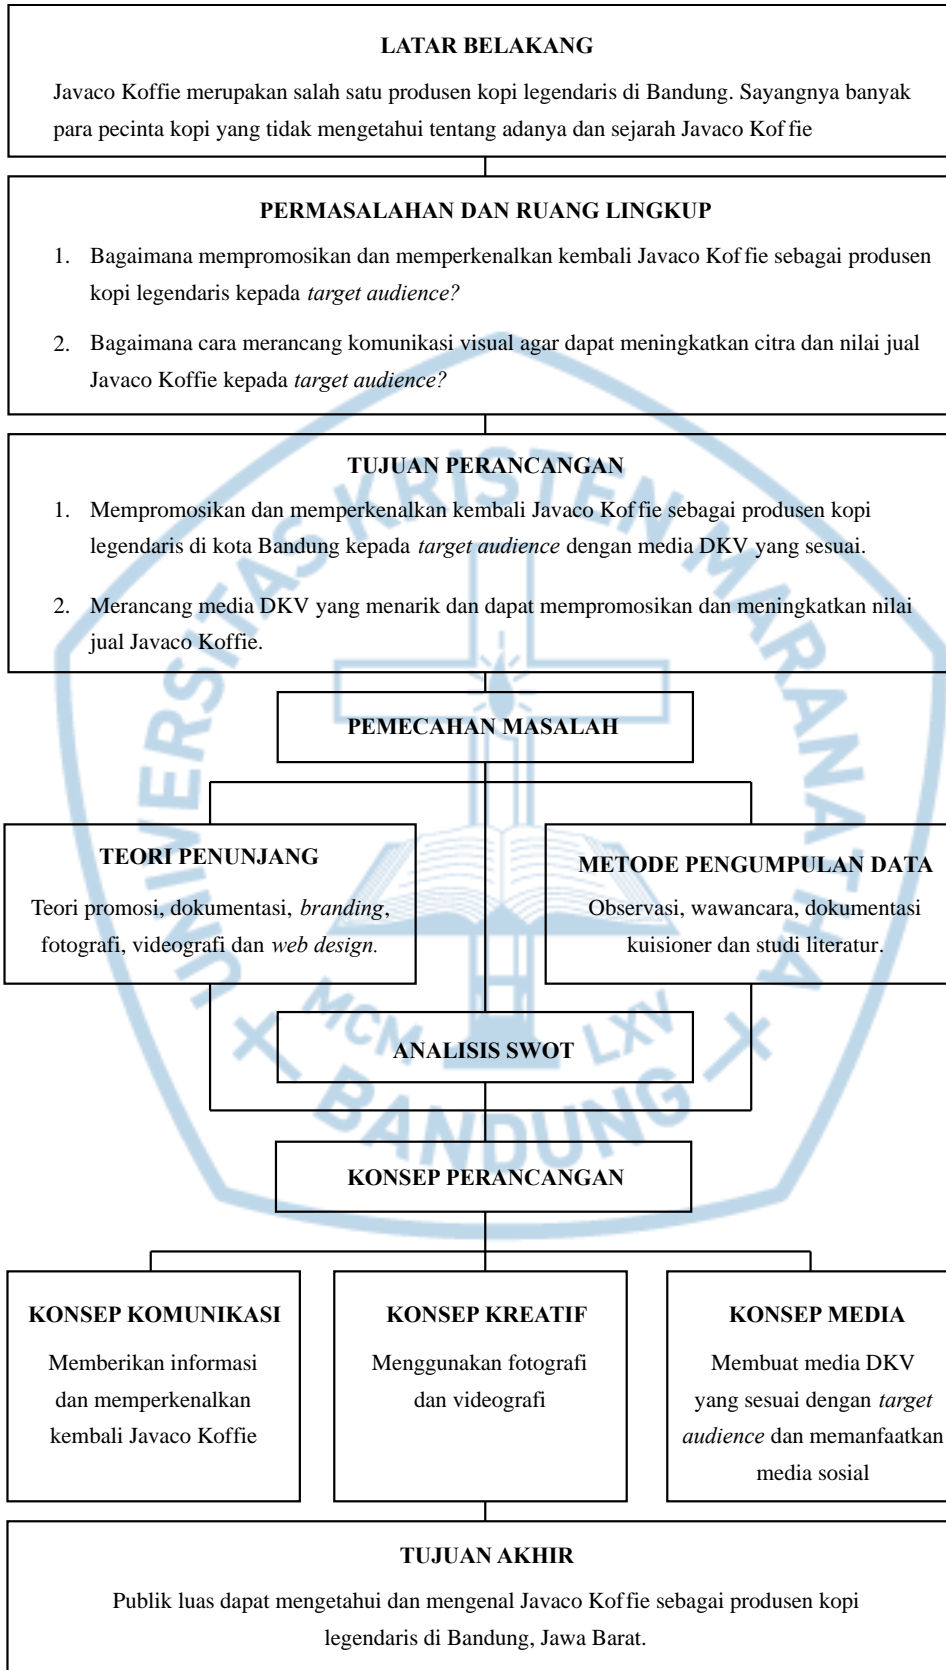 LATAR BELAKANG
Javaco Koffie merupakan salah satu produsen kopi legendaris di Bandung. Sayangnya banyak
para pecinta kopi yang tidak mengetahui tentang adanya dan sejarah Javaco Koffie
PERMASALAHAN DAN RUANG LINGKUP
1. Bagaimana mempromosikan dan memperkenalkan kembali Javaco Koffie sebagai produsen
kopi legendaris kepada target audience?
2. Bagaimana cara merancang komunikasi visual agar dapat meningkatkan citra dan nilai jual
Javaco Koffie kepada target audience?
TUJUAN PERANCANGAN
1. Mempromosikan dan memperkenalkan kembali Javaco Koffie sebagai produsen kopi
legendaris di kota Bandung kepada target audience dengan media DKV yang sesuai.
2. Merancang media DKV yang menarik dan dapat mempromosikan dan meningkatkan nilai
jual Javaco Koffie.
PEMECAHAN MASALAH
TEORI PENUNJANG
Teori promosi, dokumentasi, branding,
fotografi, videografi dan web design.
METODE PENGUMPULAN DATA
Observasi, wawancara, dokumentasi
kuisioner dan studi literatur.
ANALISIS SWOT
KONSEP PERANCANGAN
KONSEP KOMUNIKASI
Memberikan informasi
dan memperkenalkan
kembali Javaco Koffie
KONSEP KREATIF
Menggunakan fotografi
dan videografi
KONSEP MEDIA
Membuat media DKV
yang sesuai dengan target
audience dan memanfaatkan
media sosial
TUJUAN AKHIR
Publik luas dapat mengetahui dan mengenal Javaco Koffie sebagai produsen kopi
legendaris di Bandung, Jawa Barat.
UNIVERSITAS KRISTEN MARANATHA
MCM LXV
BANDUNG